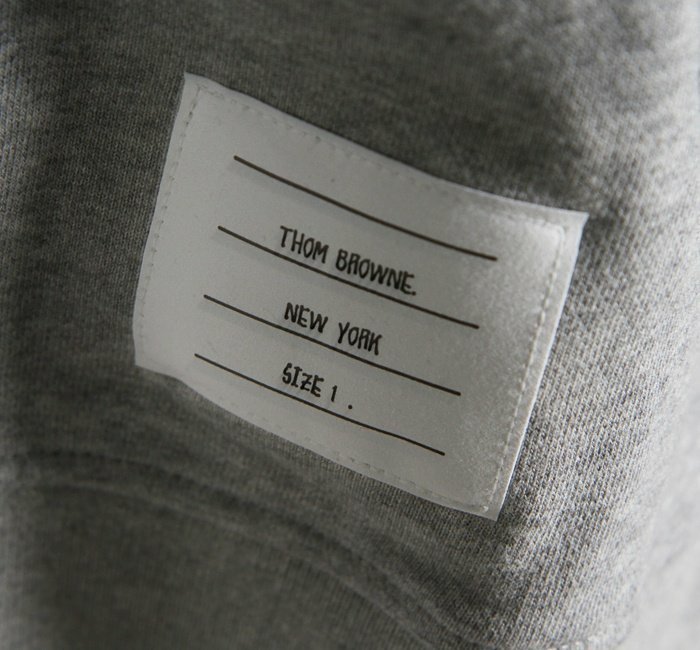 THOM BROWNE.
NEW YORK
SIZE 1 .